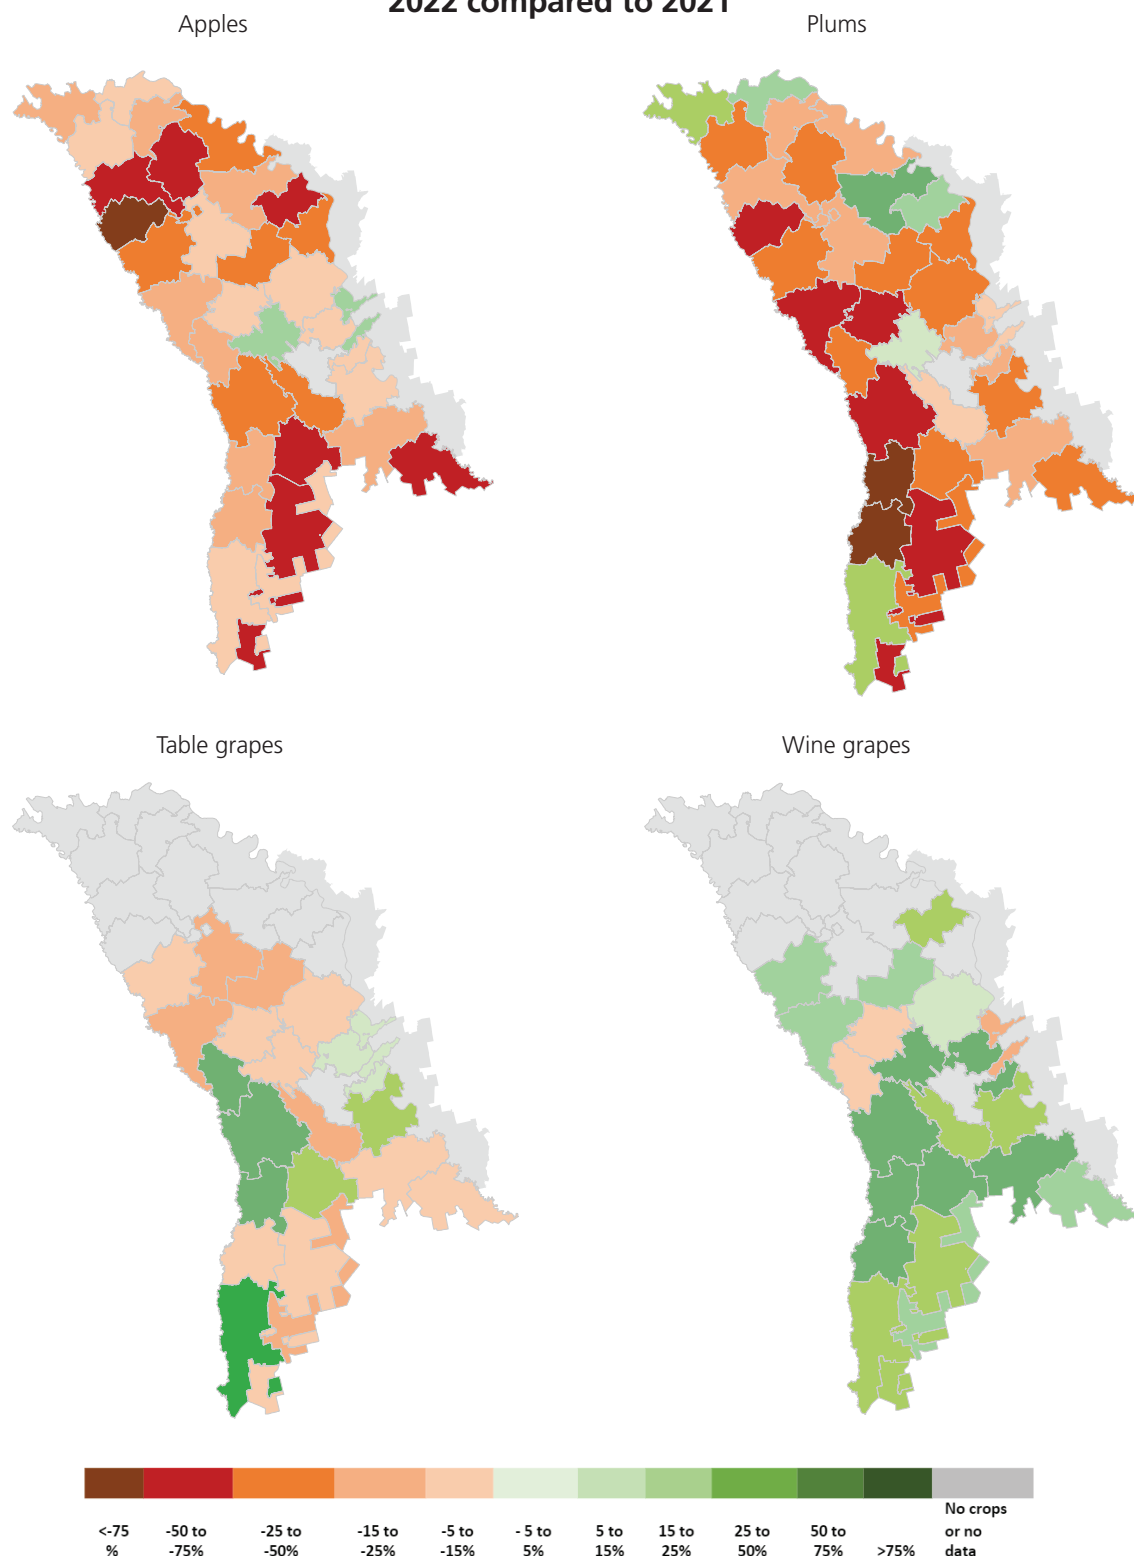 2022 compared to 2021
Apples
Plums
Table grapes
Wine grapes
<-75 %
-50 to -75%
-25 to -50%
-15 to -25%
-5 to -15%
- 5 to 5%
5 to 15%
15 to 25%
25 to 50%
50 to 75%
>75%
No crops or no data